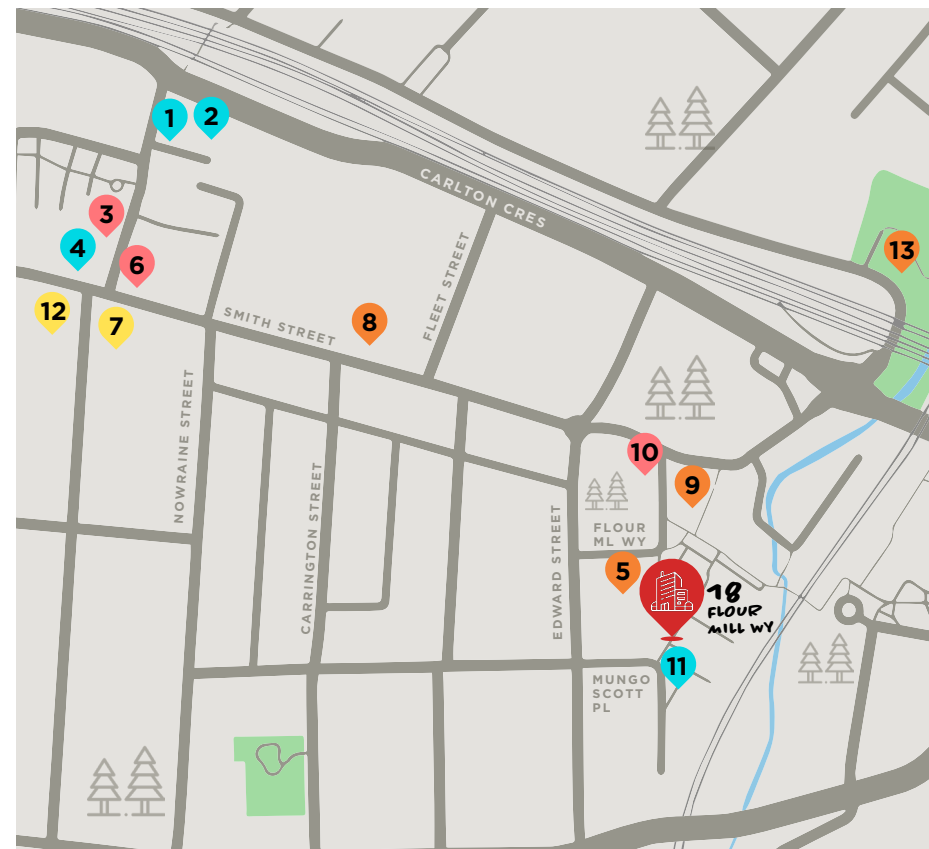 1
2
CARLTON CRES
3
4
6
13
FLEET STREET
12
7
SMITH STREET
8
NOWRAINE STREET
10
9
CARRINGTON STREET
EDWARD STREET
FLOUR
ML WY
5
18
FLOUR
MILL WY
11
MUNGO
SCOTT
PL